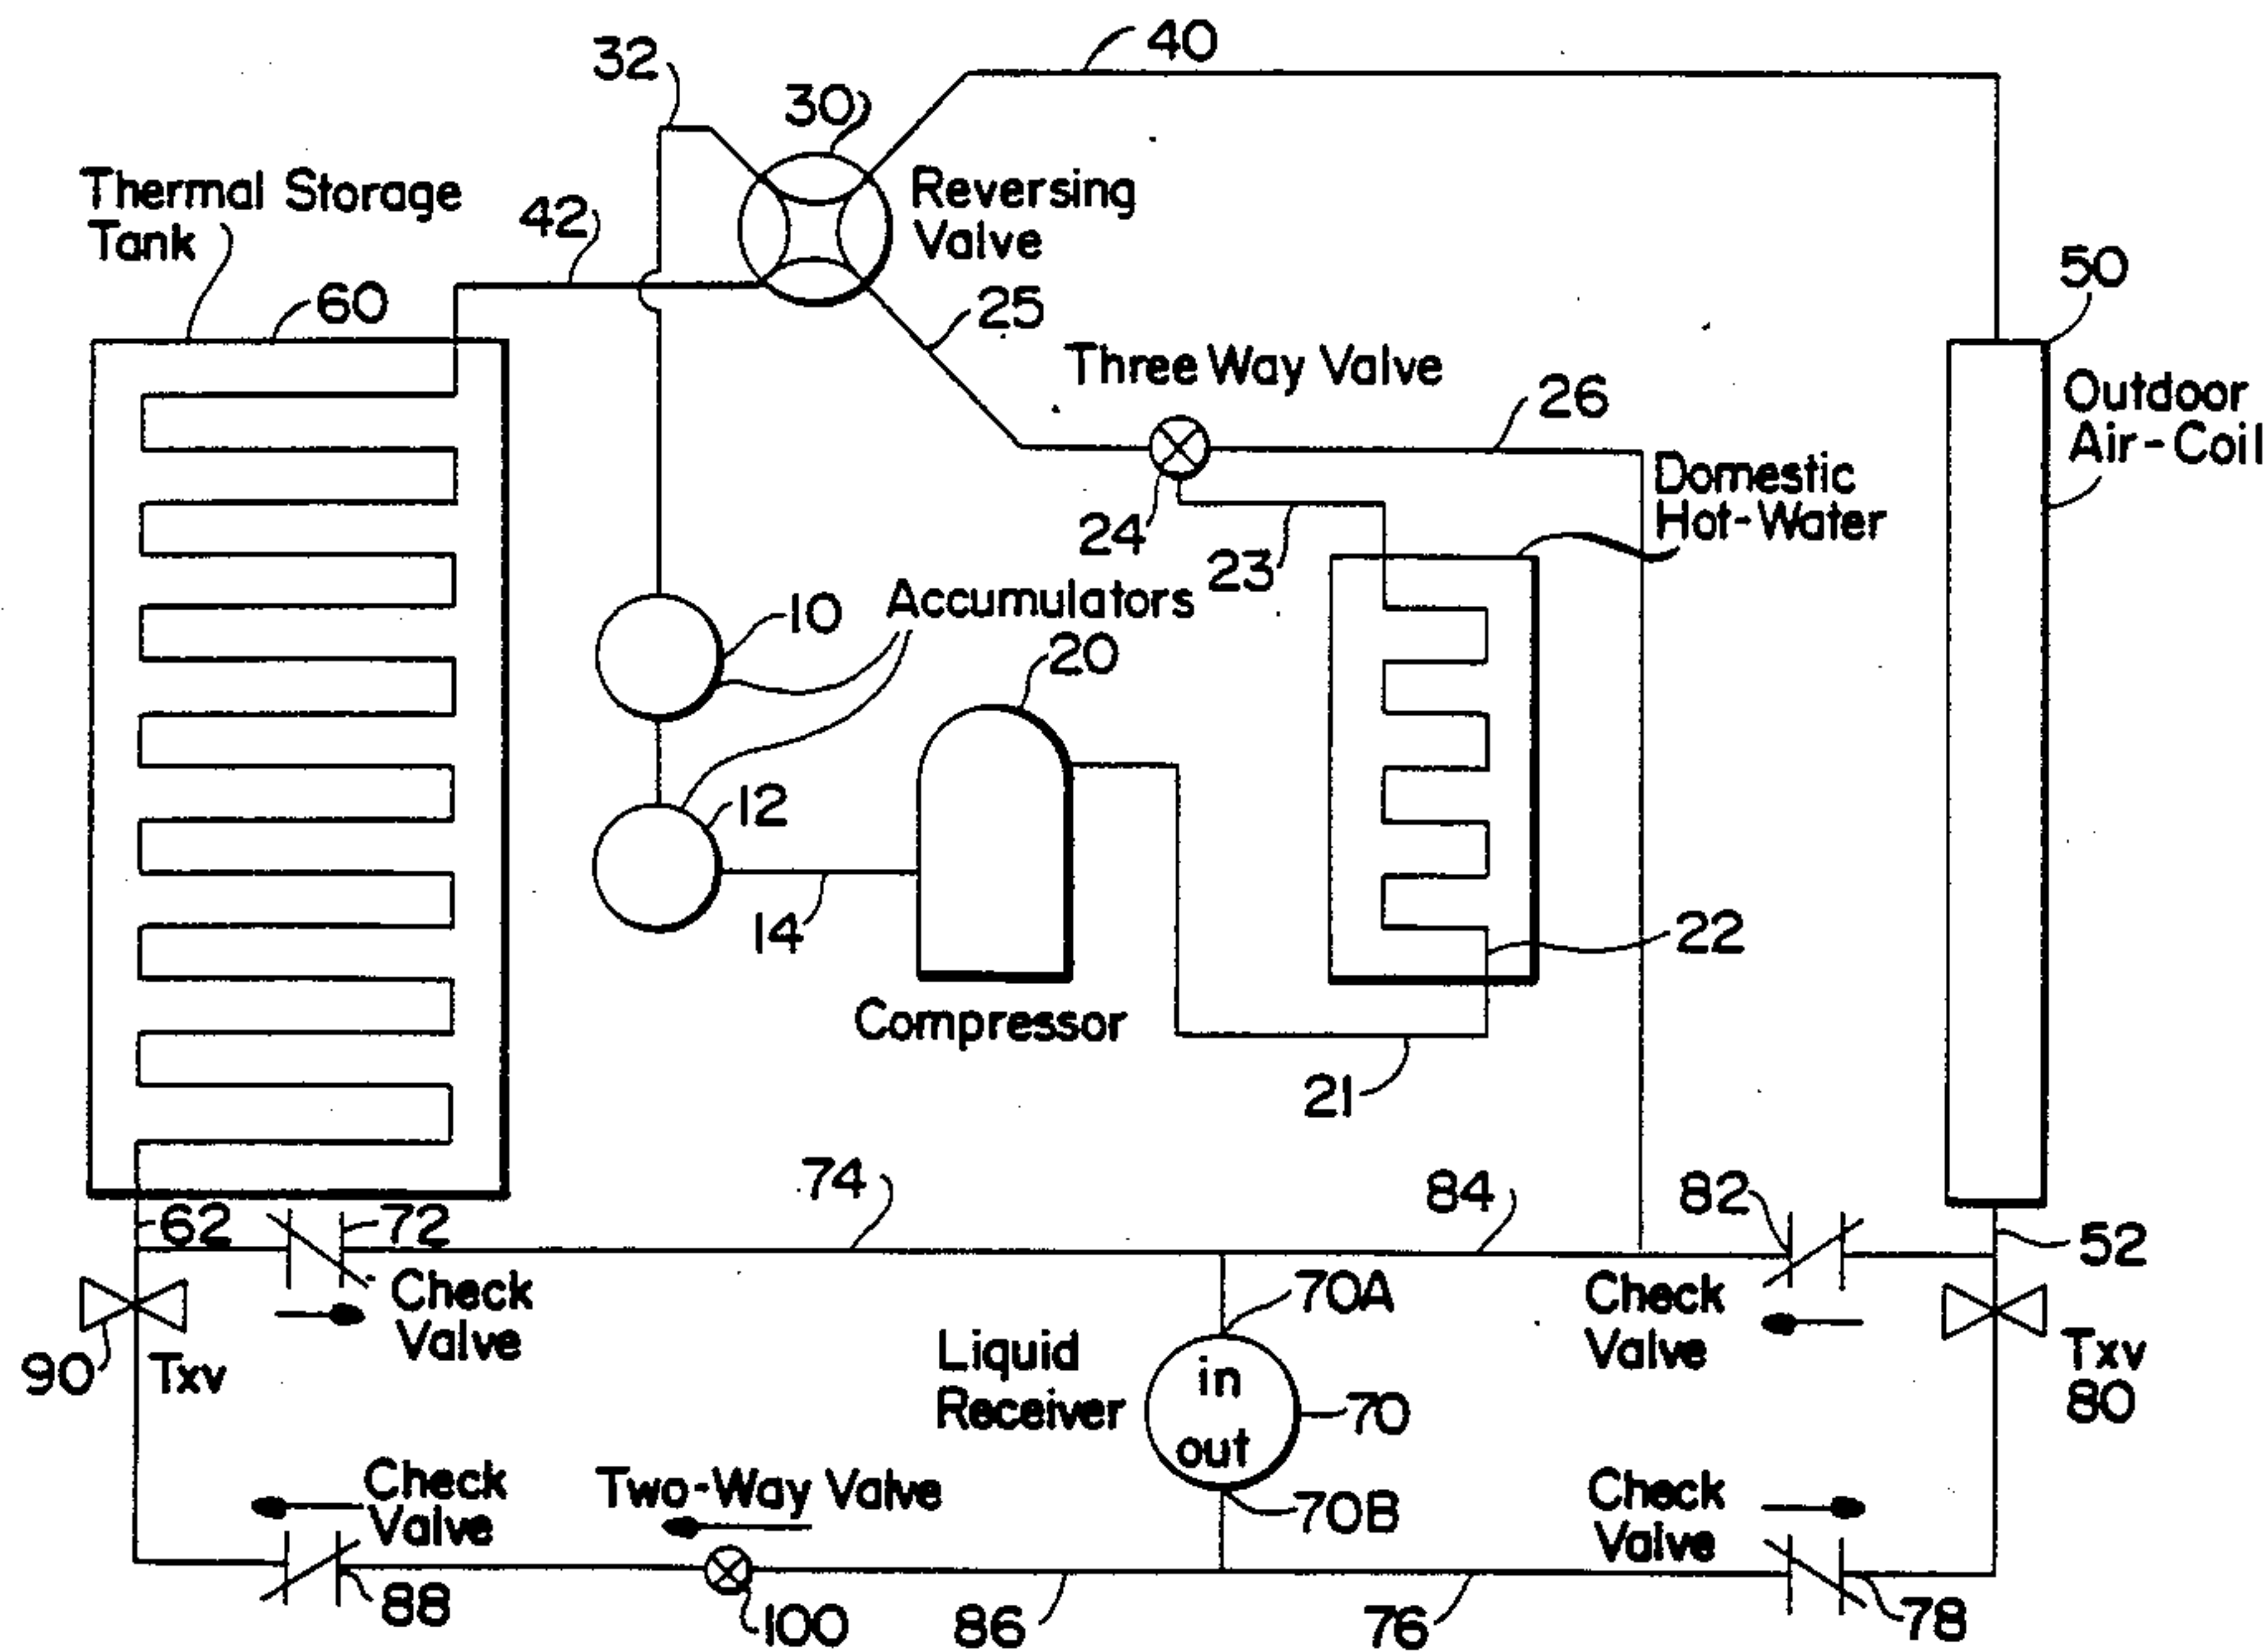 40
32
30
Thermal Storage
Tank
Reversing
Valve
42
50
60
25
Three Way Valve
26
Outdoor
Air-Coil
Domestic
Hot-Water
24
23
10
Accumulators
20
12
14
22
Compressor
21
74
84
82
62
72
52
Check
Valve
70A
Check
Valve
90
Txv
Liquid
Receiver
in
out
70
Txv
80
Check
Valve
Two-Way Valve
70B
Check
Valve
88
100
86
76
78